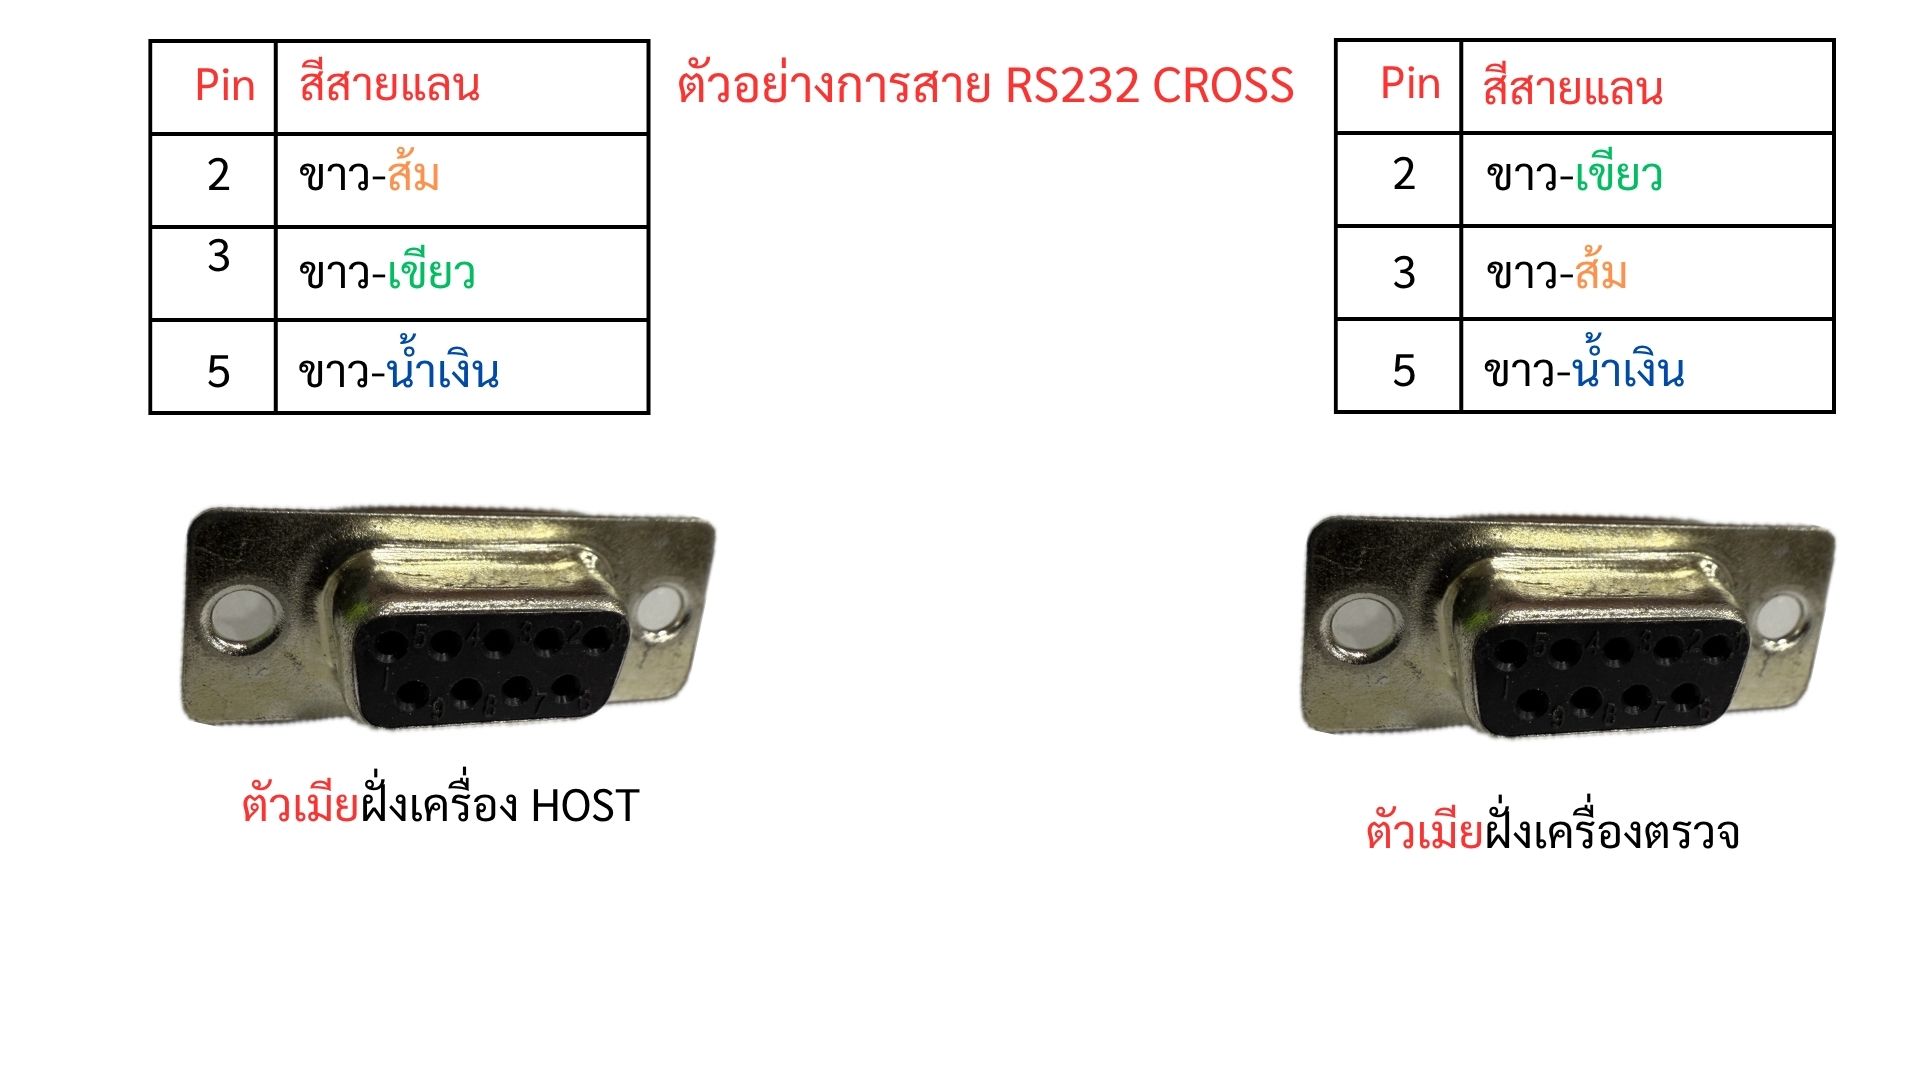 Pin สีสายแลน
2 ขาว-ส้ม
3 ขาว-เขียว
5 ขาว-น้ำเงิน
ตัวอย่างการสาย RS232 CROSS
Pin สีสายแลน
2 ขาว-เขียว
3 ขาว-ส้ม
5 ขาว-น้ำเงิน
5 4 3 2 1
9 8 7 6
ตัวเมียฝั่งเครื่อง HOST
5 4 3 2 1
9 8 7 6
ตัวเมียฝั่งเครื่องตรวจ